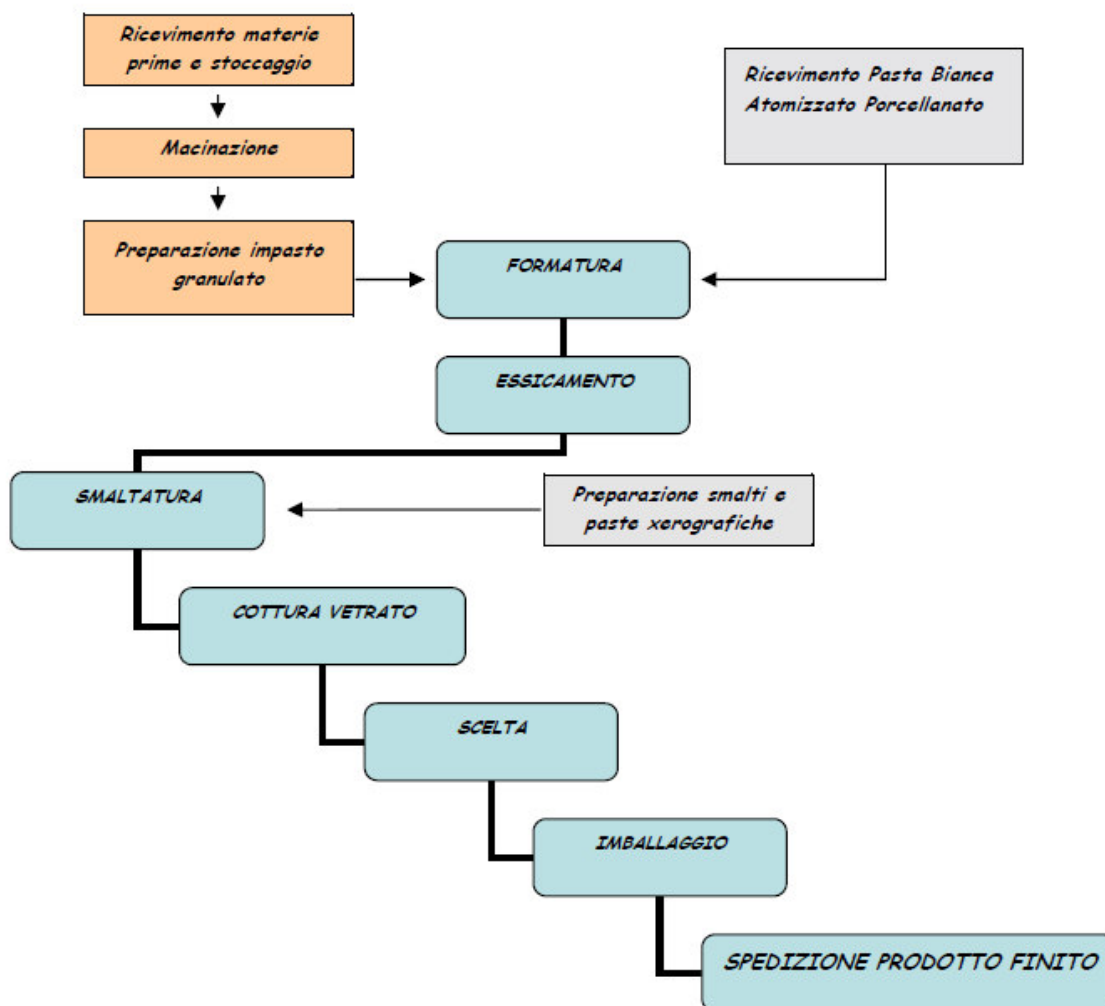 Ricevimento materie
prime e stoccaggio
Ricevimento Pasta Bianca
Atomizzato Porcellanato
Macinazione
Preparazione impasto
granulato
FORMATURA
ESSICAMENTO
SMALTATURA
Preparazione smalti e
paste xerografiche
COTTURA VETRATO
SCELTA
IMBALLAGGIO
SPEDIZIONE PRODOTTO FINITO